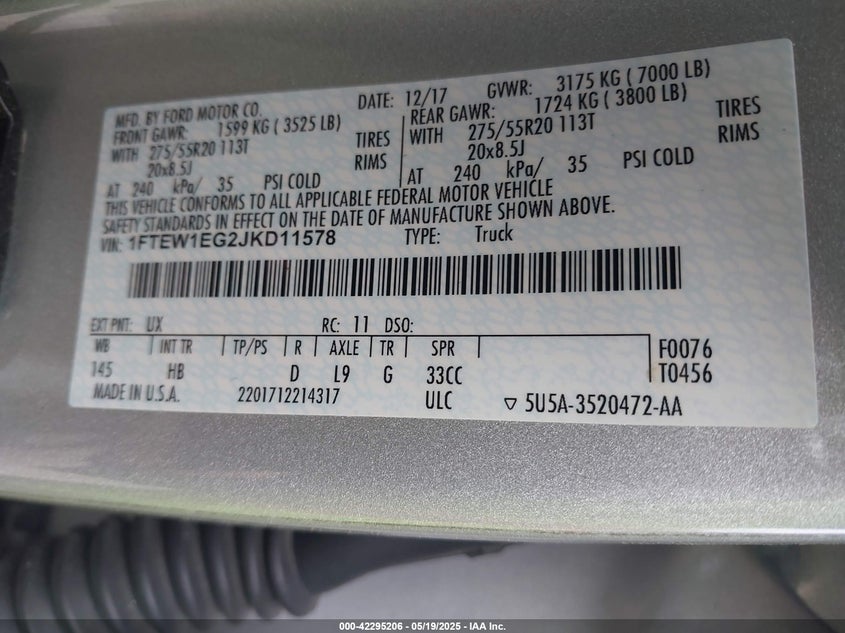 MFD. BY FORD MOTOR CO. DATE: 12/17 GVWR: 3175 KG ( 7000 LB)
FRONT GAWR: 1599 KG ( 3525 LB) REAR GAWR: 1724 KG ( 3800 LB)
WITH 275/55R20 113T TIRES WITH 275/55R20 113T TIRES
20x8.5J RIMS 20x8.5J RIMS
AT 240 kPa/ 35 PSI COLD AT 240 kPa/ 35 PSI COLD
THIS VEHICLE CONFORMS TO ALL APPLICABLE FEDERAL MOTOR VEHICLE
SAFETY STANDARDS IN EFFECT ON THE DATE OF MANUFACTURE SHOWN ABOVE.
VIN: 1FTEW1EG2JKD11578 TYPE: Truck
EXT PNT: UX RC: 11 DSO:
WB INT TR TP/PS R AXLE TR SPR F0076
145 HB D L9 G 33CC T0456
MADE IN U.S.A. 2201712214317 ULC ▽ 5U5A-3520472-AA
000-42295206 - 05/19/2025 - IAA Inc.